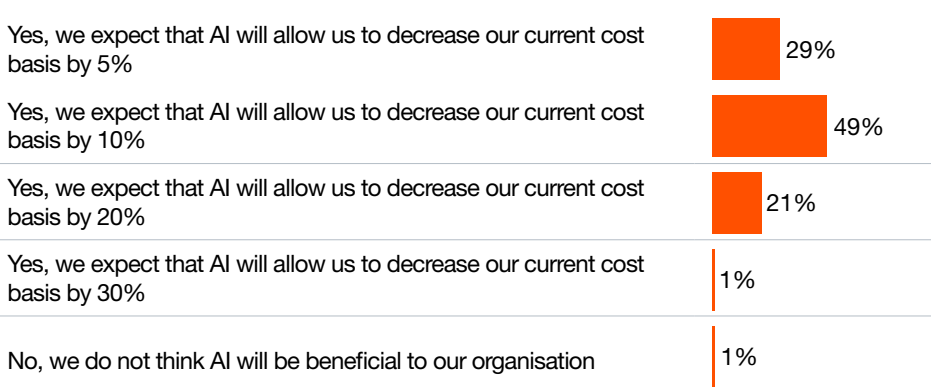 Yes, we expect that AI will allow us to decrease our current cost
basis by 5%
29%
Yes, we expect that AI will allow us to decrease our current cost
basis by 10%
49%
Yes, we expect that AI will allow us to decrease our current cost
basis by 20%
21%
Yes, we expect that AI will allow us to decrease our current cost
basis by 30%
1%
No, we do not think AI will be beneficial to our organisation
1%